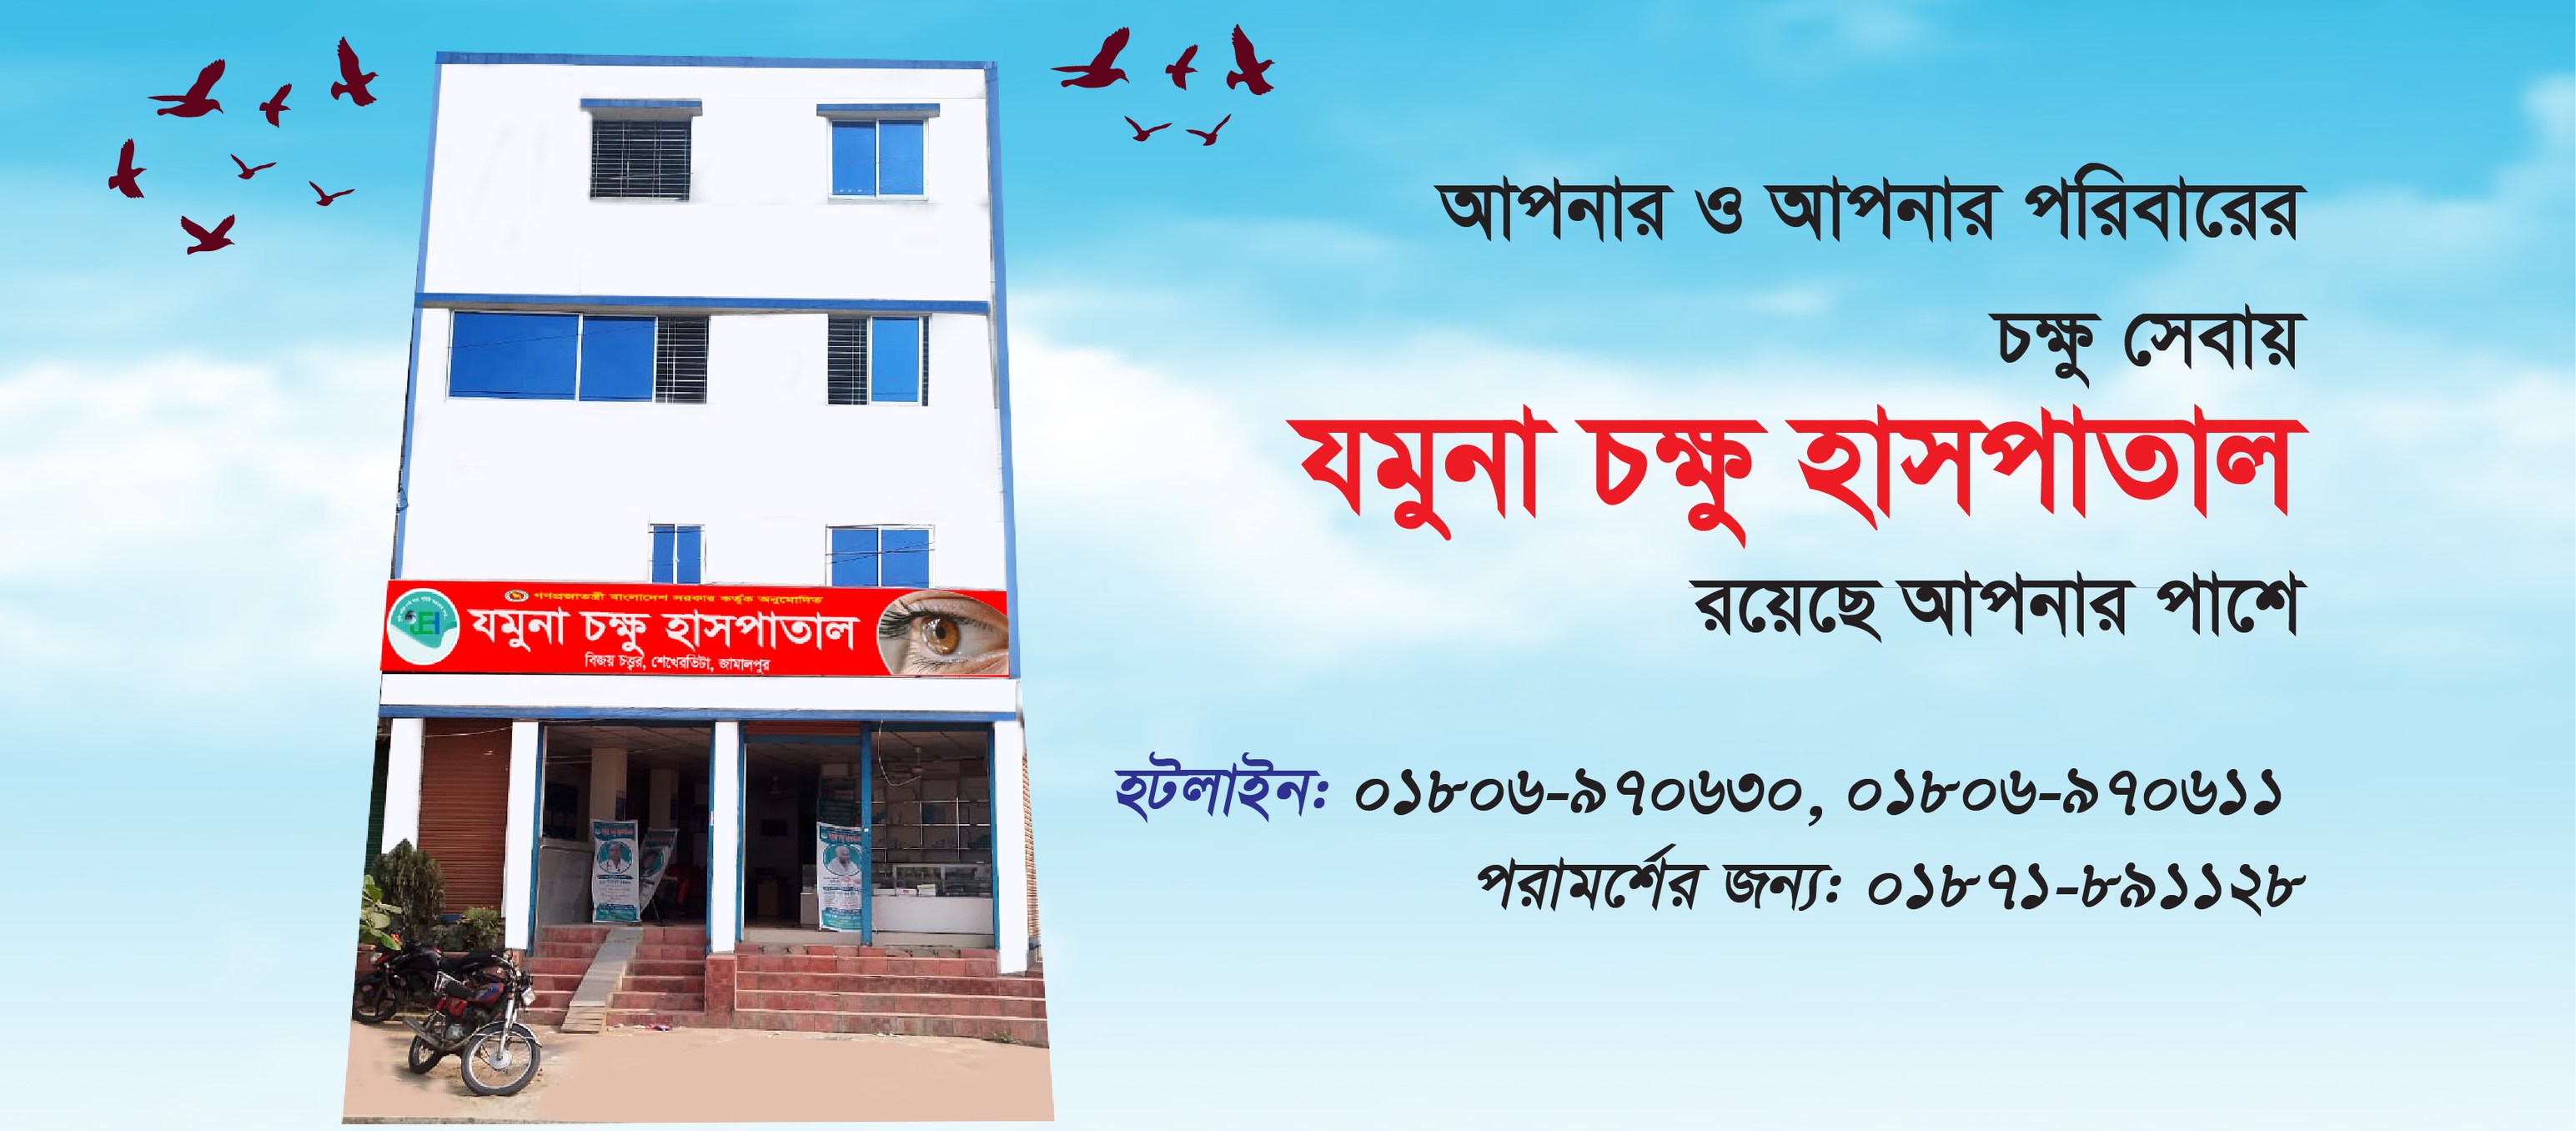 আপনার ও আপনার পরিবারের
চক্ষু সেবায়
যমুনা চক্ষু হাসপাতাল
রয়েছে আপনার পাশে
হটলাইন: ০১৮০৬-৯৭০৬৩০, ০১৮০৬-৯৭০৬১১
পরামর্শের জন্য: ০১৮৭১-৮৯১১২৮
গণপ্রজাতন্ত্রী বাংলাদেশ সরকার কর্তৃক অনুমোদিত
JEH
যমুনা চক্ষু হাসপাতাল
বিজয় চত্ত্বর, শেখেরভিটা, জামালপুর